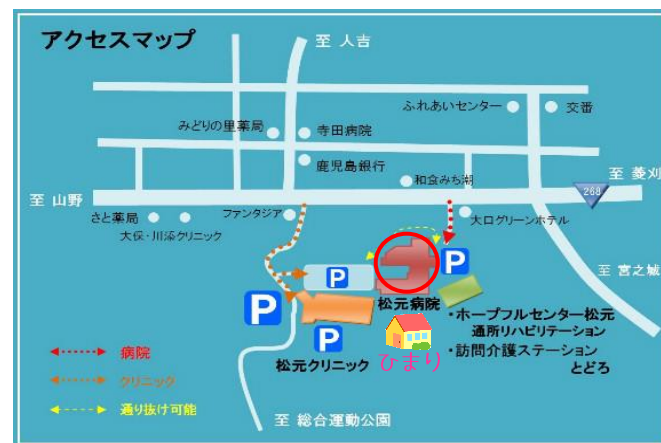 アクセスマップ
至 人吉
ふれあいセンター
交番
みどりの里薬局
寺田病院
鹿児島銀行
和食みち潮
至 菱刈
268
至 山野
さと薬局
ファンタジア
大口グリーンホテル
大保・川添クリニック
至 宮之城
P
P
P
P
松元病院
・ホープフルセンター松元
通所リハビリテーション
・訪問介護ステーション
とどろ
ひまり
松元クリニック
病院
クリニック
通り抜け可能
至 総合運動公園